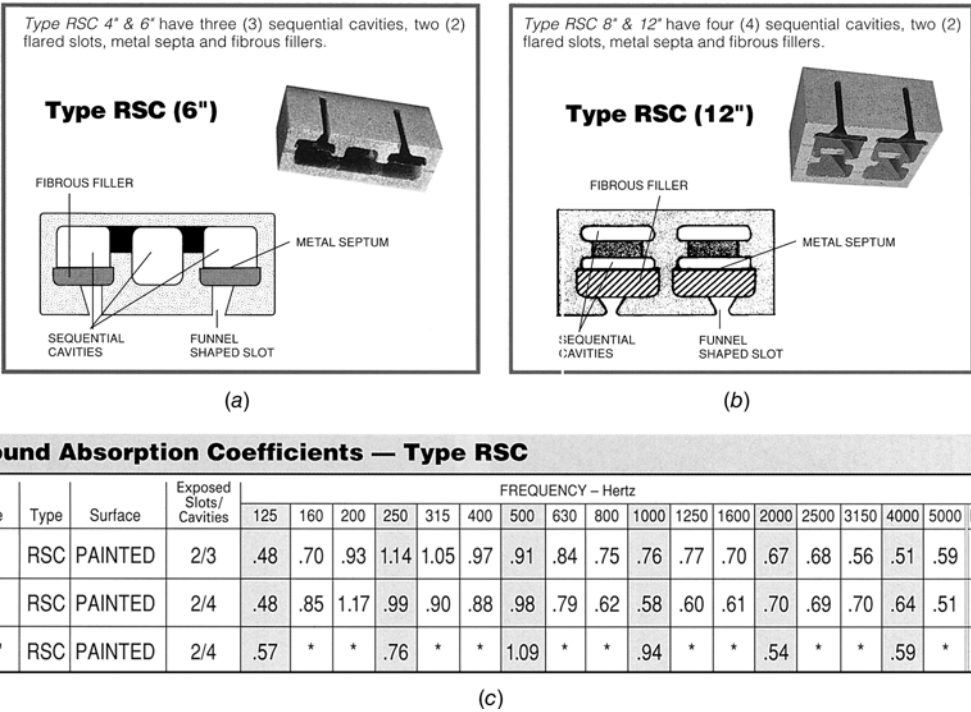 Type RSC 4" & 6" have three (3) sequential cavities, two (2)
flared slots, metal septa and fibrous fillers.
Type RSC (6")
FIBROUS FILLER
METAL SEPTUM
SEQUENTIAL
CAVITIES
FUNNEL
SHAPED SLOT
(a)
Type RSC 8" & 12" have four (4) sequential cavities, two (2)
flared slots, metal septa and fibrous fillers.
Type RSC (12")
FIBROUS FILLER
METAL SEPTUM
SEQUENTIAL
CAVITIES
FUNNEL
SHAPED SLOT
(b)
ound Absorption Coefficients — Type RSC
e Type Surface Exposed Slots/ Cavities FREQUENCY – Hertz
125 160 200 250 315 400 500 630 800 1000 1250 1600 2000 2500 3150 4000 5000
RSC PAINTED 2/3 .48 .70 .93 1.14 1.05 .97 .91 .84 .75 .76 .77 .70 .67 .68 .56 .51 .59
RSC PAINTED 2/4 .48 .85 1.17 .99 .90 .88 .98 .79 .62 .58 .60 .61 .70 .69 .70 .64 .51
" RSC PAINTED 2/4 .57 * * .76 * * 1.09 * * .94 * * .54 * * .59 *
(c)